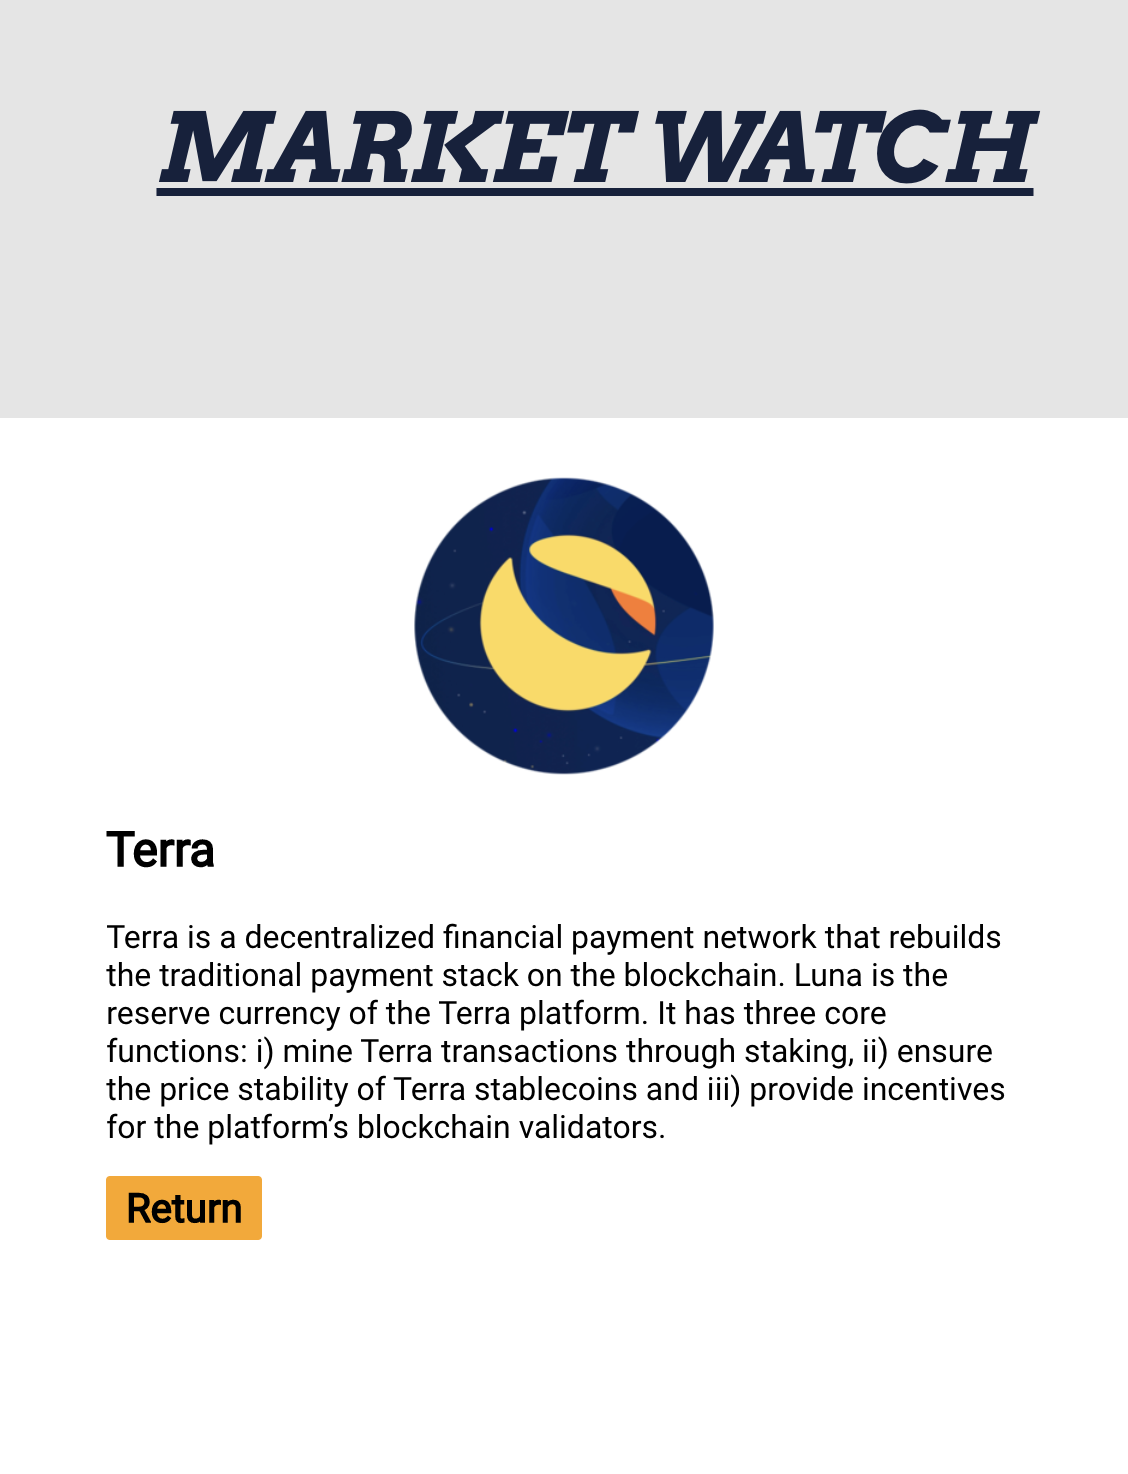 MARKET WATCH
Terra
Terra is a decentralized financial payment network that rebuilds
the traditional payment stack on the blockchain. Luna is the
reserve currency of the Terra platform. It has three core
functions: i) mine Terra transactions through staking, ii) ensure
the price stability of Terra stablecoins and iii) provide incentives
for the platform’s blockchain validators.
Return